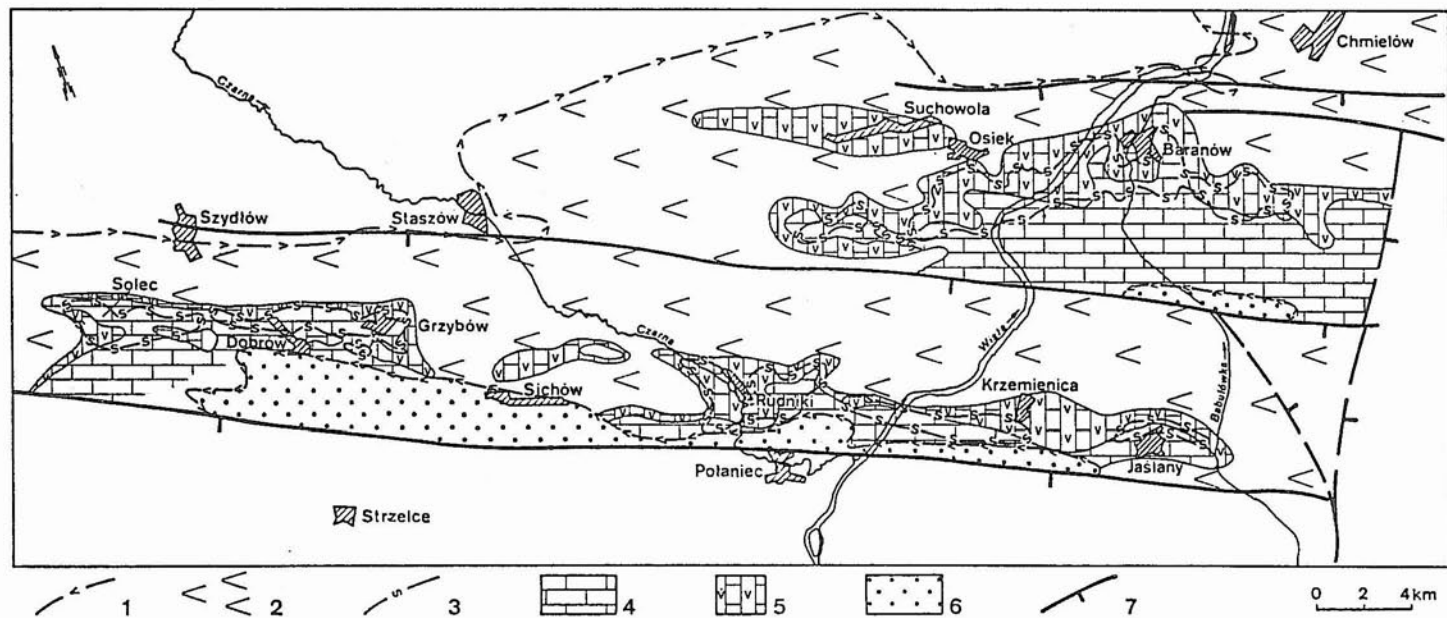 Chmielów
Czarna
Suchowola
Osiek
Baranów
Szydłów
Staszów
Solec
Grzybów
Dobrów
Czarna
Wisła
Krzemienica
Sichów
Rudniki
Babulówka
Połaniec
Jaślany
Strzelce
1 2 3 4 5 6 7
0 2 4 km